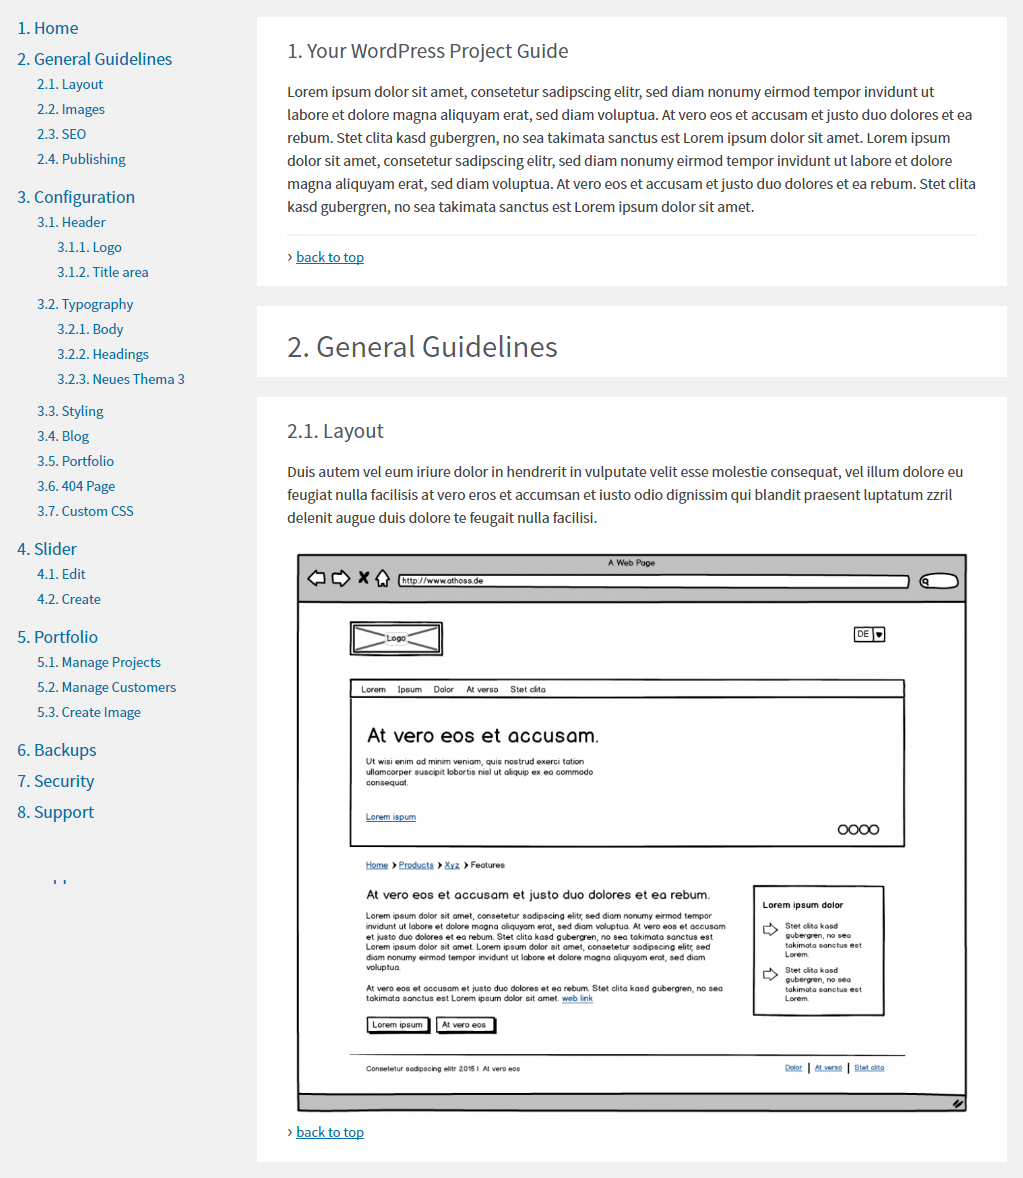 1. Home
2. General Guidelines
2.1. Layout
2.2. Images
2.3. SEO
2.4. Publishing
3. Configuration
3.1. Header
3.1.1. Logo
3.1.2. Title area
3.2. Typography
3.2.1. Body
3.2.2. Headings
3.2.3. Neues Thema 3
3.3. Styling
3.4. Blog
3.5. Portfolio
3.6. 404 Page
3.7. Custom CSS
4. Slider
4.1. Edit
4.2. Create
5. Portfolio
5.1. Manage Projects
5.2. Manage Customers
5.3. Create Image
6. Backups
7. Security
8. Support
1. Your WordPress Project Guide
Lorem ipsum dolor sit amet, consetetur sadipscing elitr, sed diam nonumy eirmod tempor invidunt ut
labore et dolore magna aliquyam erat, sed diam voluptua. At vero eos et accusam et justo duo dolores et ea
rebum. Stet clita kasd gubergren, no sea takimata sanctus est Lorem ipsum dolor sit amet. Lorem ipsum
dolor sit amet, consetetur sadipscing elitr, sed diam nonumy eirmod tempor invidunt ut labore et dolore
magna aliquyam erat, sed diam voluptua. At vero eos et accusam et justo duo dolores et ea rebum. Stet clita
kasd gubergren, no sea takimata sanctus est Lorem ipsum dolor sit amet.
› back to top
2. General Guidelines
2.1. Layout
Duis autem vel eum iriure dolor in hendrerit in vulputate velit esse molestie consequat, vel illum dolore eu
feugiat nulla facilisis at vero eros et accumsan et iusto odio dignissim qui blandit praesent luptatum zzril
delenit augue duis dolore te feugait nulla facilisi.
A Web Page
http://www.athoss.de
Logo
DE
Lorem Ipsum Dolor At verso Stet clita
At vero eos et accusam.
Ut wisi enim ad minim veniam, quis nostrud exerci tation
ullamcorper suscipit lobortis nisl ut aliquip ex ea commodo
consequat.
Lorem ispum
Home > Products > Xyz > Features
At vero eos et accusam et justo duo dolores et ea rebum.
Lorem ipsum dolor sit amet, consetetur sadipscing elitr, sed diam nonumy eirmod tempor
invidunt ut labore et dolore magna aliquyam erat, sed diam voluptua. At vero eos et accusam
et justo duo dolores et ea rebum. Stet clita kasd gubergren, no sea takimata sanctus est
Lorem ipsum dolor sit amet. Lorem ipsum dolor sit amet, consetetur sadipscing elitr, sed
diam nonumy eirmod tempor invidunt ut labore et dolore magna aliquyam erat, sed diam
voluptua.
At vero eos et accusam et justo duo dolores et ea rebum. Stet clita kasd gubergren, no sea
takimata sanctus est Lorem ipsum dolor sit amet. web link
Lorem ipsum At vero eos
Lorem ipsum dolor
Stet clita kasd
gubergren, no sea
takimata sanctus est
Lorem.
Stet clita kasd
gubergren, no sea
takimata sanctus est
Lorem.
Consetetur sadipscing elitr 2015 | At vero eos
Dolor | At verso | Stet clita
› back to top